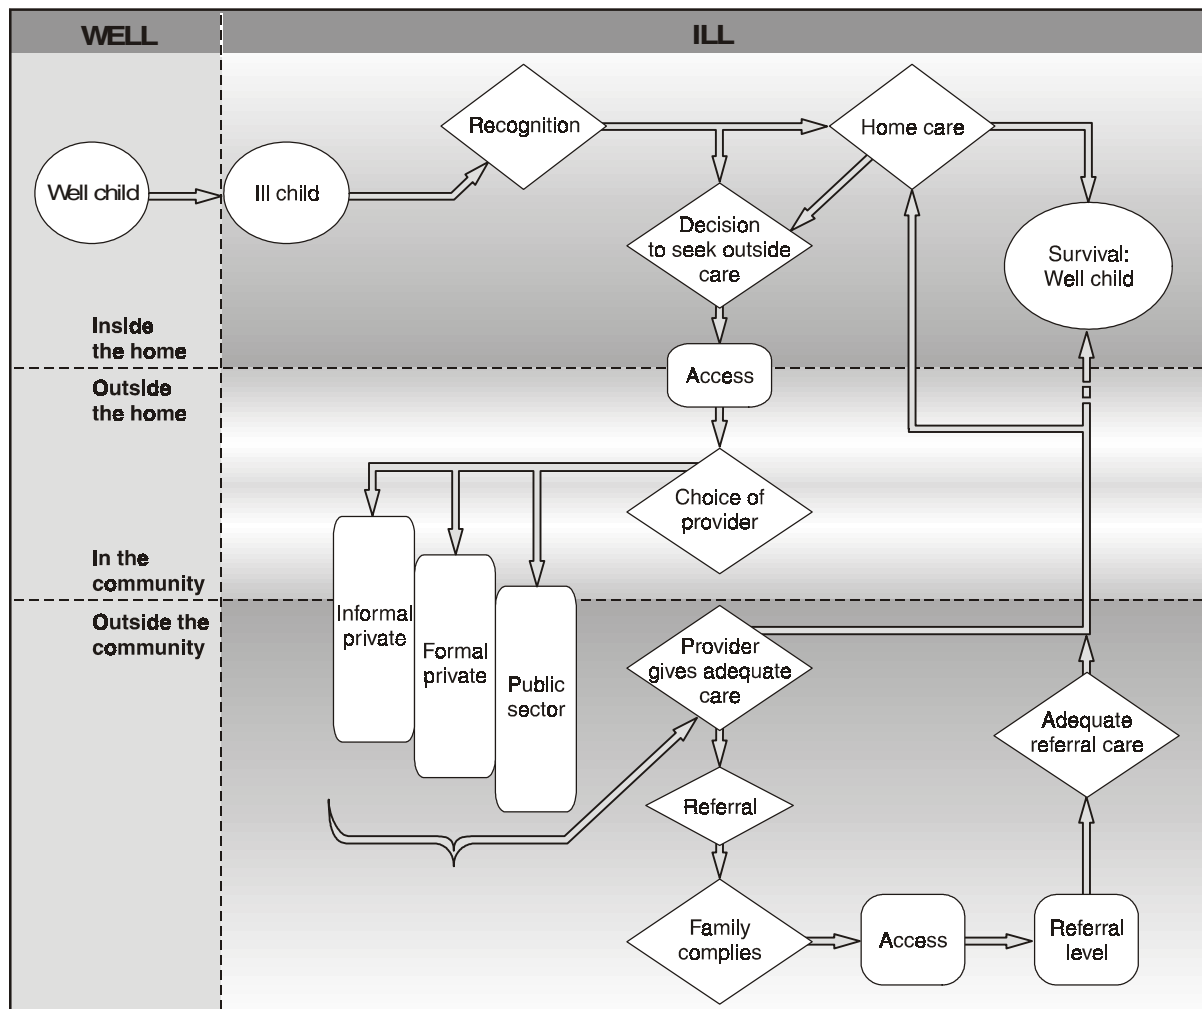 WELL
ILL
Recognition
Home care
Well child
Ill child
Decision
to seek outside
care
Survival:
Well child
Inside
the home
Access
Outside
the home
Choice of
provider
In the
community
Outside the
community
Informal
private
Formal
private
Public
sector
Provider
gives adequate
care
Adequate
referral care
Referral
Family
complies
Access
Referral
level